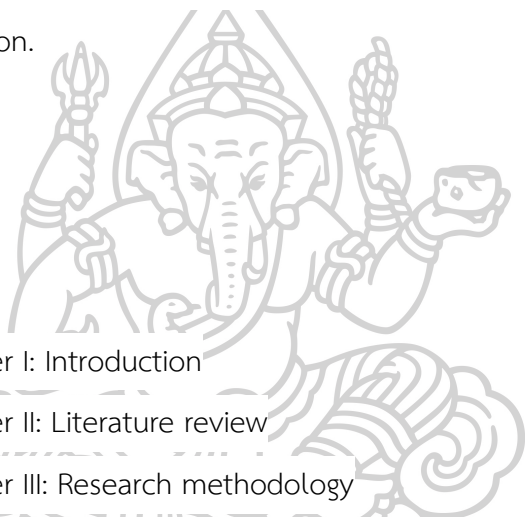 on.
er I: Introduction
er II: Literature review
er III: Research methodology